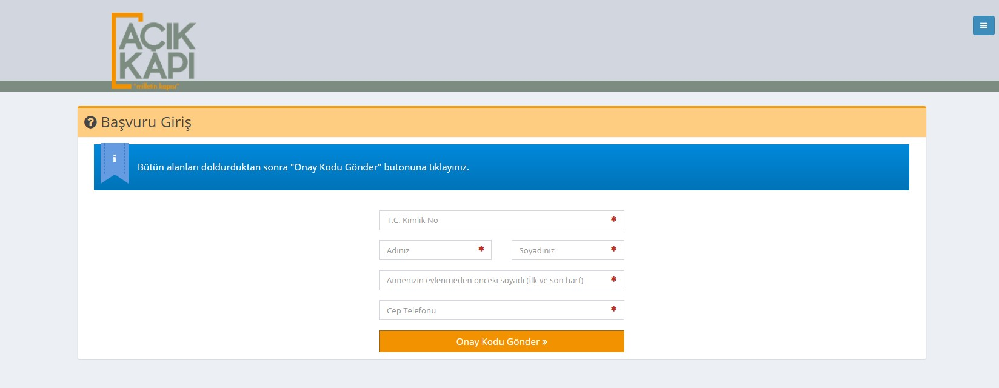 AÇIK
KAPI
"milletin kapısı"
Başvuru Giriş
Bütün alanları doldurduktan sonra "Onay Kodu Gönder" butonuna tıklayınız.
T.C. Kimlik No *
Adınız * Soyadınız *
Annenizin evlenmeden önceki soyadı (İlk ve son harf) *
Cep Telefonu *
Onay Kodu Gönder »